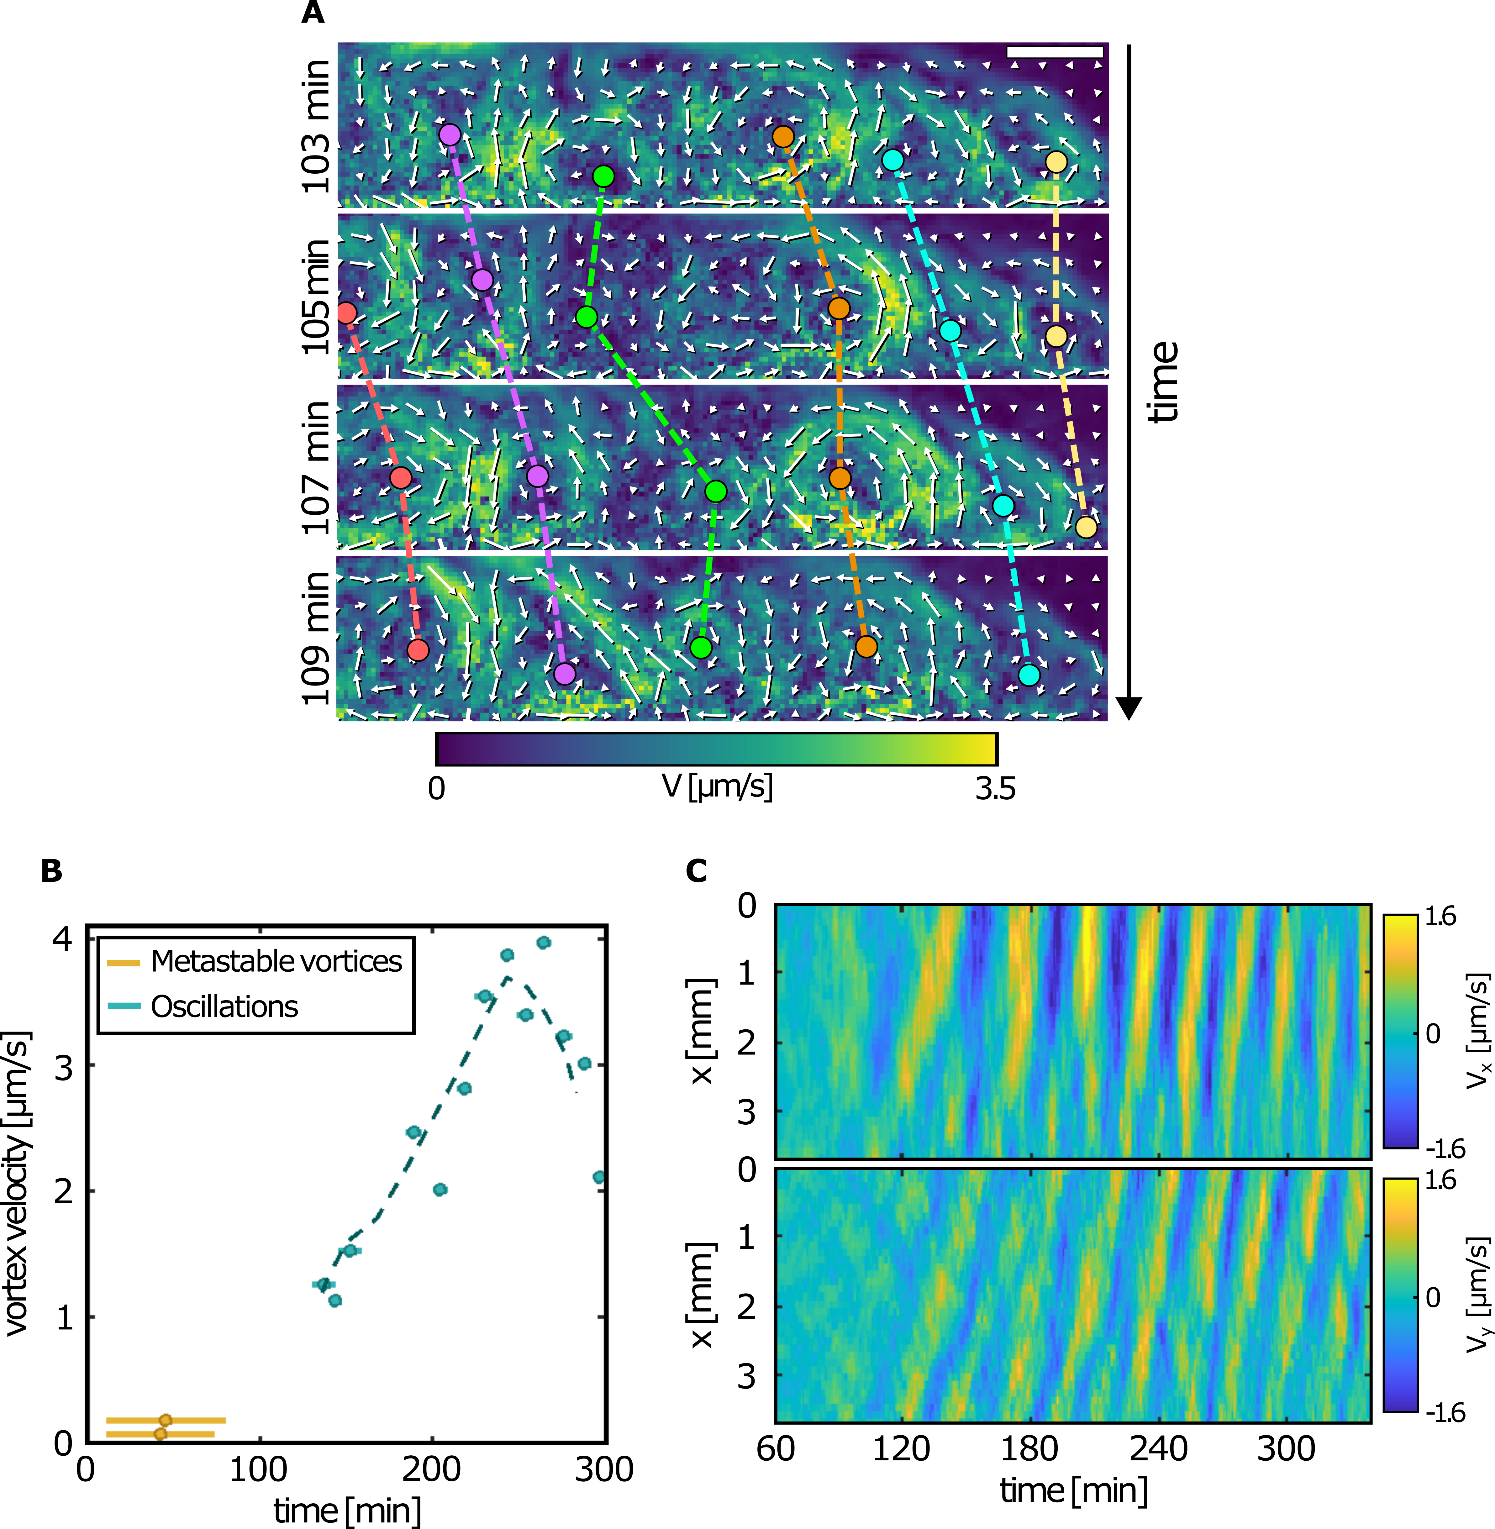 A
103 min
105min
107 min
109 min
time
0
V [µm/s]
3.5
B
Metastable vortices
Oscillations
4
3
2
1
0
vortex velocity [µm/s]
0
100
200
300
time [min]
C
0
1
2
3
x [mm]
1.6
0
-1.6
Vx [µm/s]
0
1
2
3
x [mm]
1.6
0
-1.6
Vy [µm/s]
60
120
180
240
300
time [min]